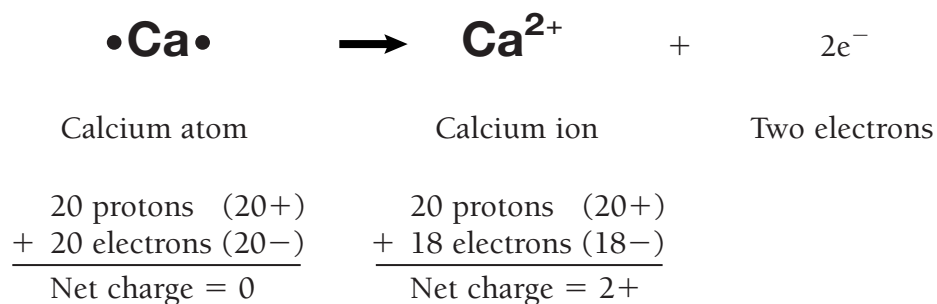 •Ca• → Ca²⁺ + 2e⁻
Calcium atom Calcium ion Two electrons
20 protons (20+) 20 protons (20+)
+ 20 electrons (20−) + 18 electrons (18−)
Net charge = 0 Net charge = 2+